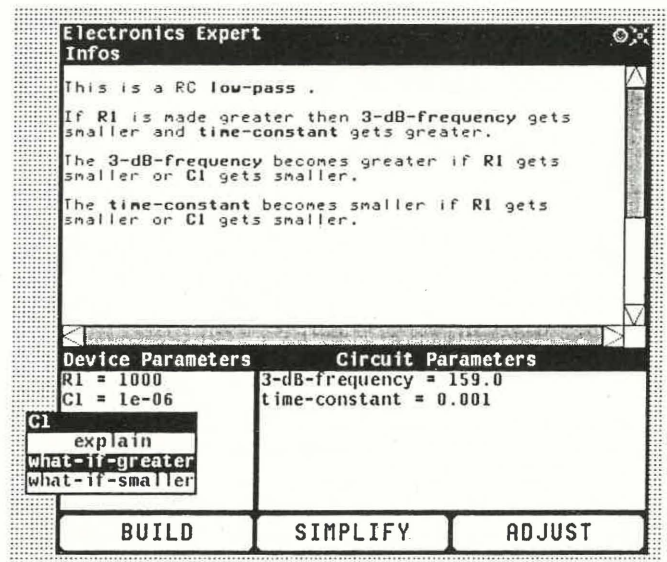 Electronics Expert
Infos
This is a RC low-pass .
If R1 is made greater then 3-dB-frequency gets
smaller and time-constant gets greater.
The 3-dB-frequency becomes greater if R1 gets
smaller or C1 gets smaller.
The time-constant becomes smaller if R1 gets
smaller or C1 gets smaller.
Device Parameters
Circuit Parameters
R1 = 1000
3-dB-frequency = 159.0
C1 = 1e-06
time-constant = 0.001
C1
explain
what-if-greater
what-if-smaller
BUILD
SIMPLIFY
ADJUST